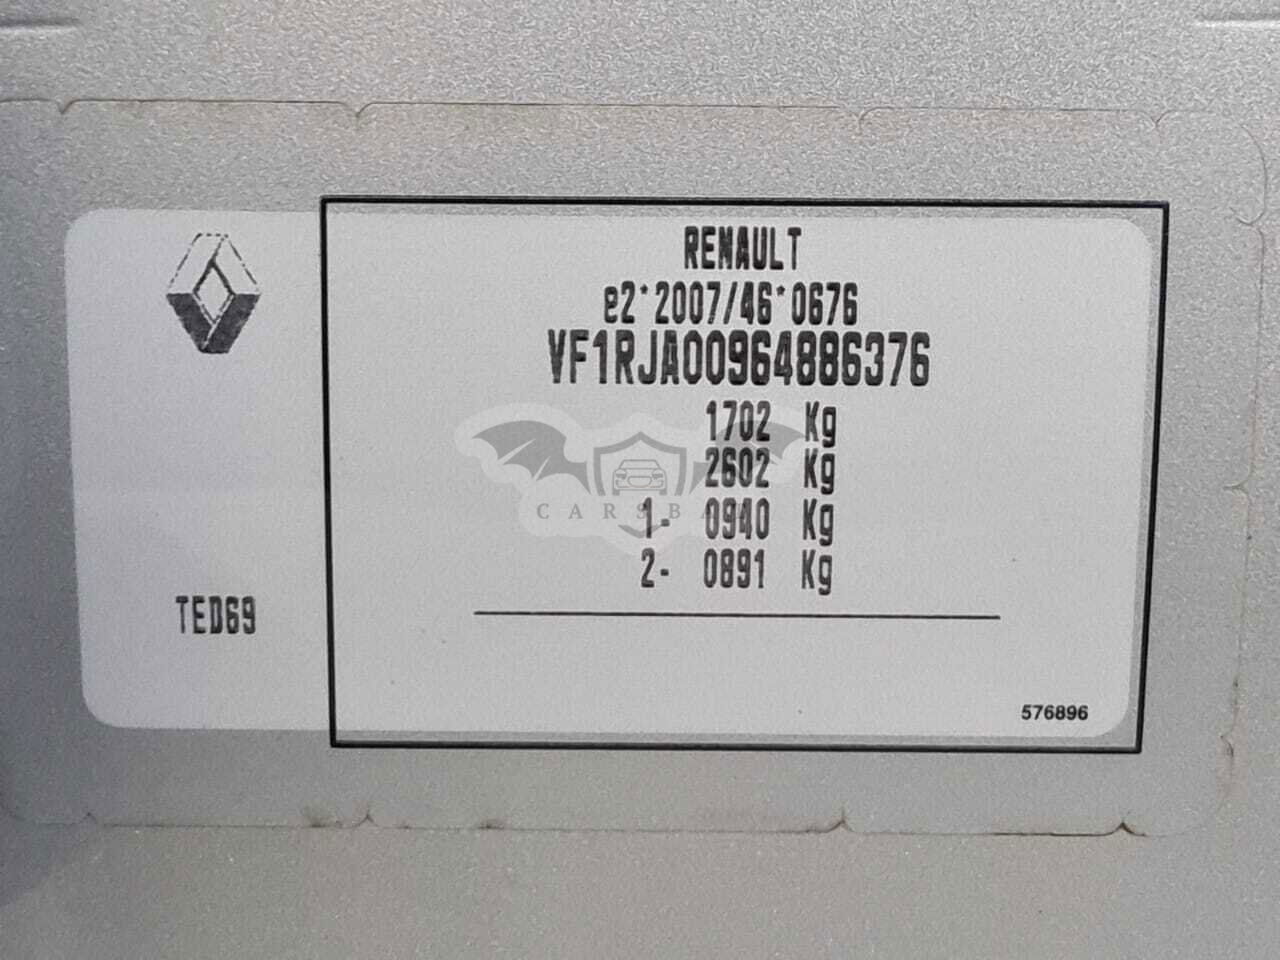 RENAULT
e2*2007/46*0676
VF1RJA00964886376
1702 Kg
2602 Kg
1- 0940 Kg
2- 0891 Kg
TED69
576896